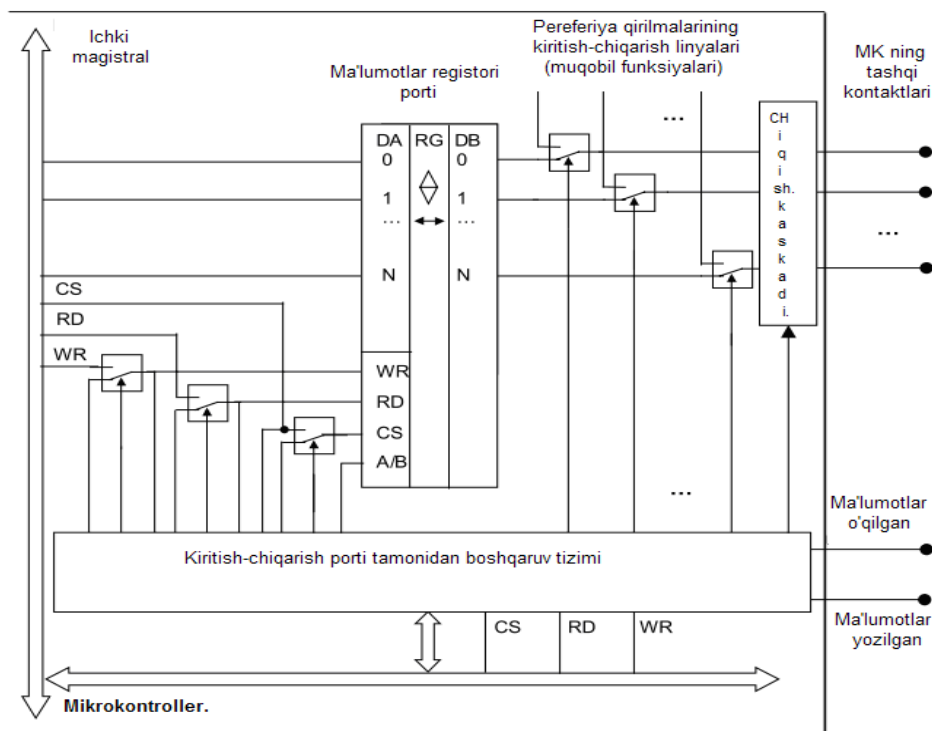 Ichki
magistral
Pereferiya qirilmalarining
kiritish-chiqarish linyalari
(muqobil funksiyalari)
MK ning
tashqi
kontaktlari
Ma'lumotlar registori
porti
...
CH
i
q
i
sh.
k
a
s
k
a
d
i.
DA RG DB
0 0
1 1
... ...
N N
...
CS
RD
WR
WR
RD
CS
A/B
...
Ma'lumotlar
o'qilgan
Kiritish-chiqarish porti tamonidan boshqaruv tizimi
Ma'lumotlar
yozilgan
CS RD WR
Mikrokontroller.